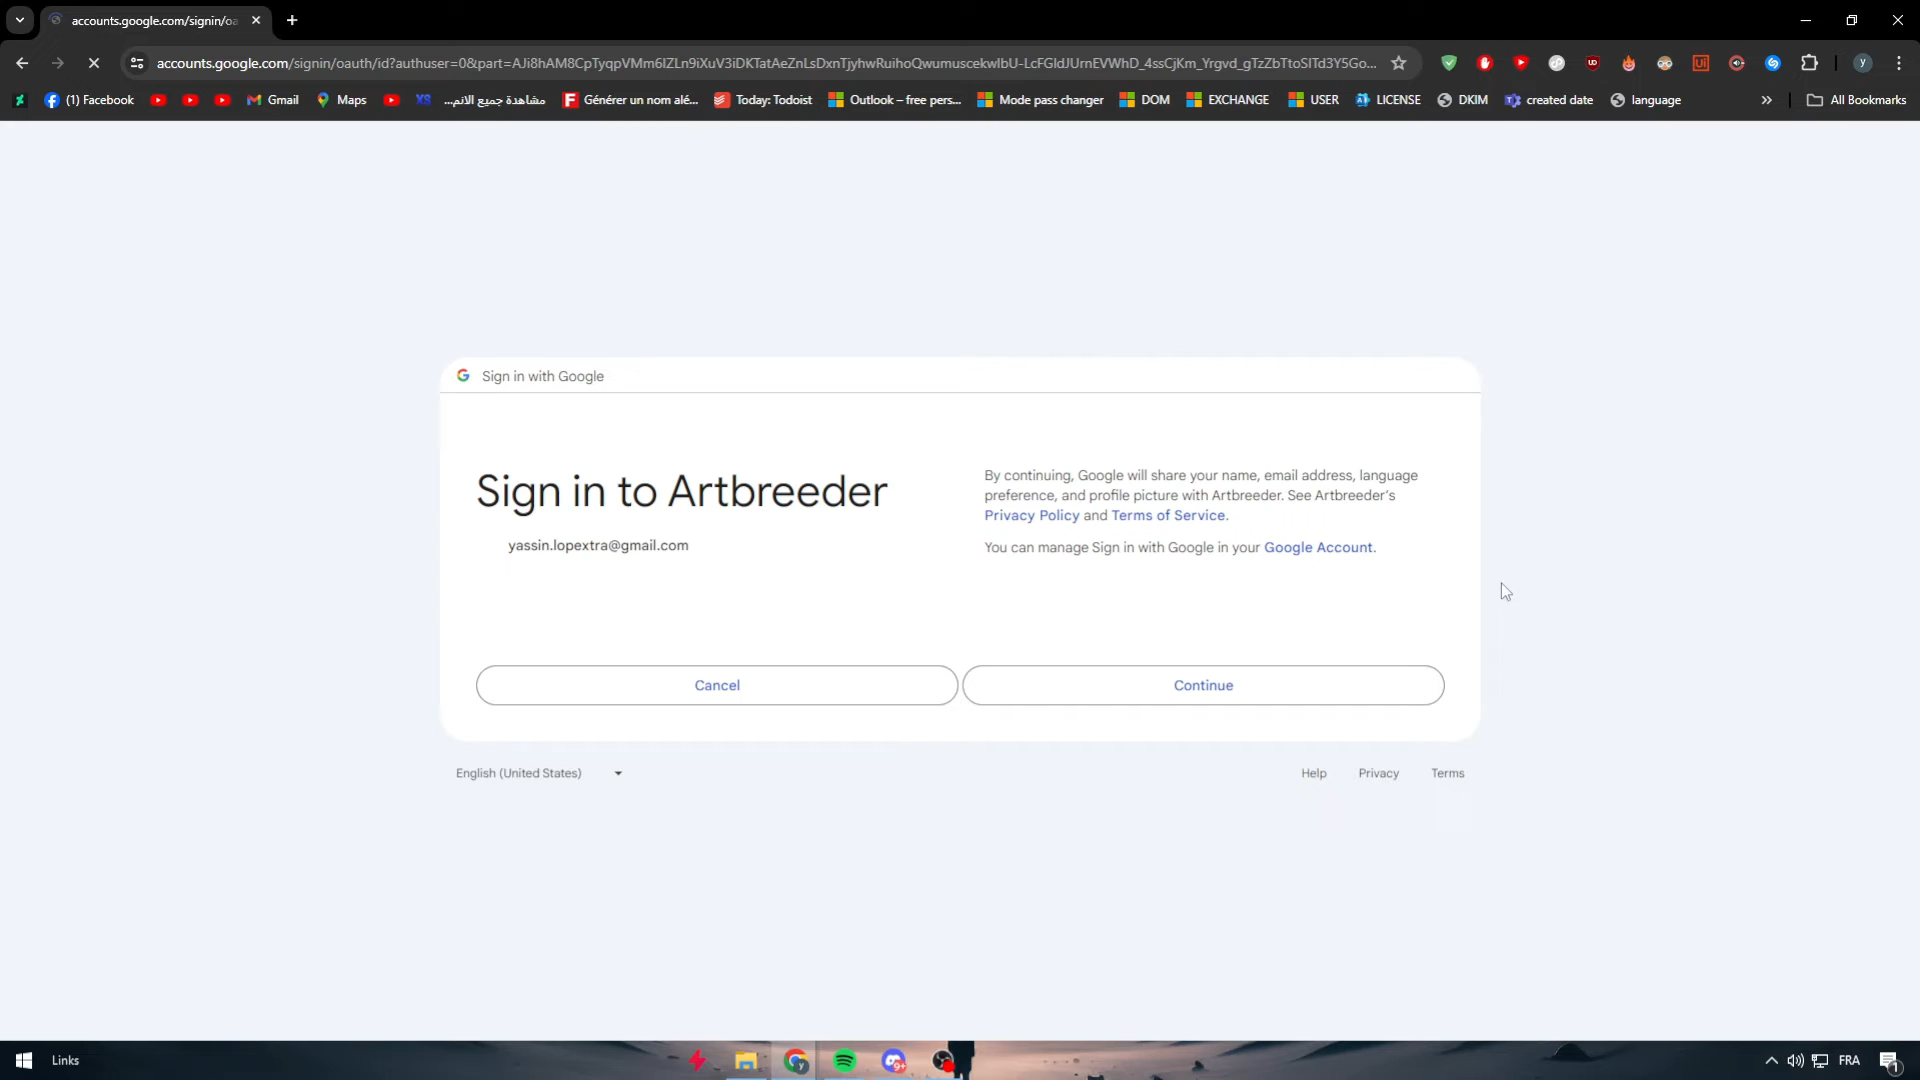 accounts.google.com/signin/oa
accounts.google.com/signin/oauth/id?authuser=0&part=
(1) Facebook
Gmail
Maps
XS
مشاهدة جميع الانم...
Générer un nom alé...
Today: Todoist
Outlook – free pers...
Mode pass changer
DOM
EXCHANGE
USER
LICENSE
DKIM
created date
language
All Bookmarks
Sign in with Google
Sign in to Artbreeder
yassin.lopextra@gmail.com
By continuing, Google will share your name, email address, language
preference, and profile picture with Artbreeder. See Artbreeder's
Privacy Policy and Terms of Service.
You can manage Sign in with Google in your Google Account.
Cancel
Continue
English (United States)
Help
Privacy
Terms
Links
FRA